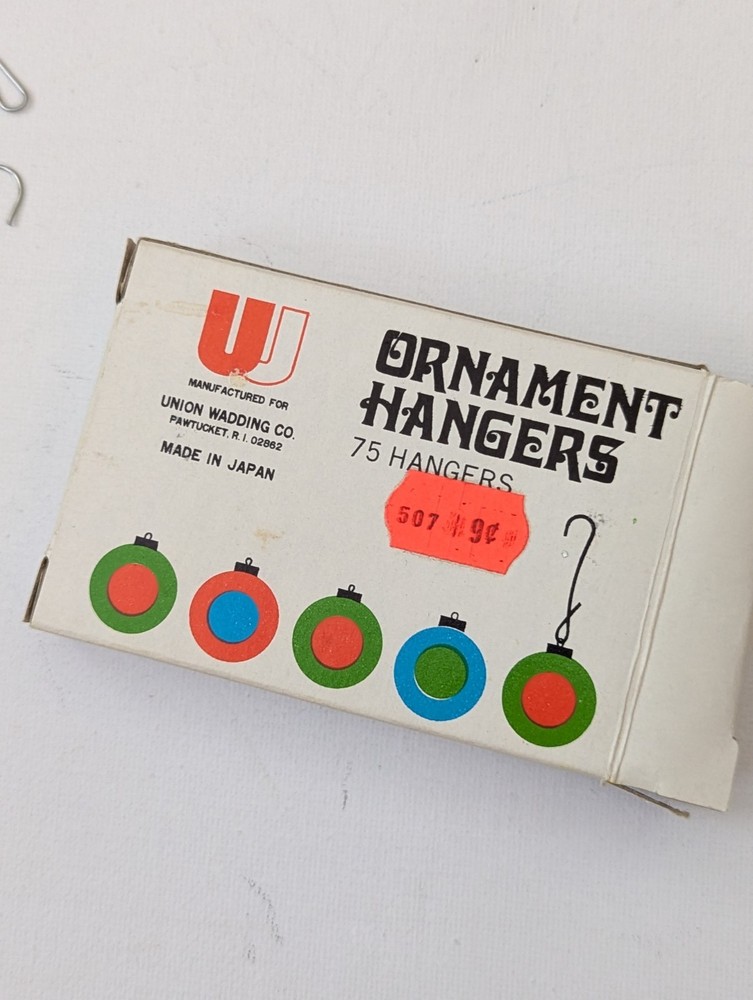 UJ
MANUFACTURED FOR
UNION WADDING CO.
PAWTUCKET, R. I. 02862
MADE IN JAPAN
ORNAMENT
HANGERS
75 HANGERS
507 9¢